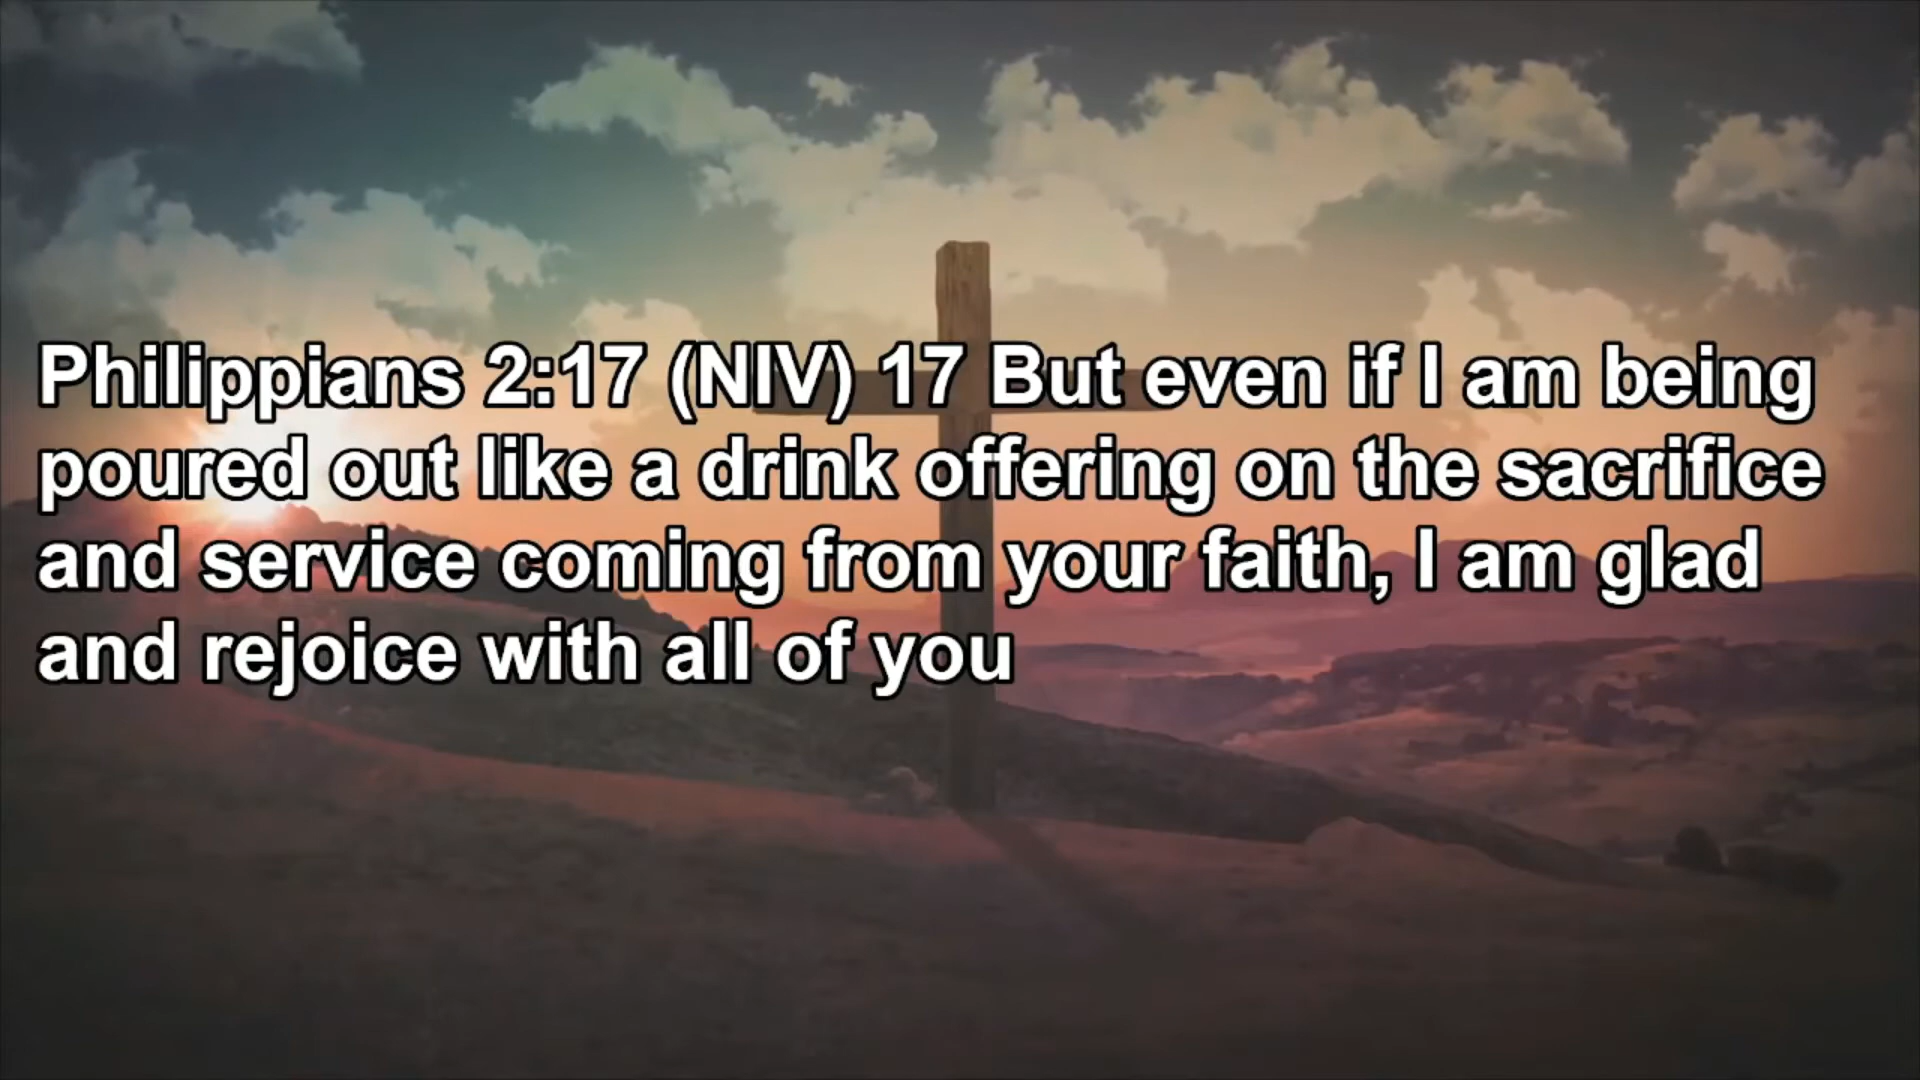 Philippians 2:17 (NIV) 17 But even if I am being
poured out like a drink offering on the sacrifice
and service coming from your faith, I am glad
and rejoice with all of you